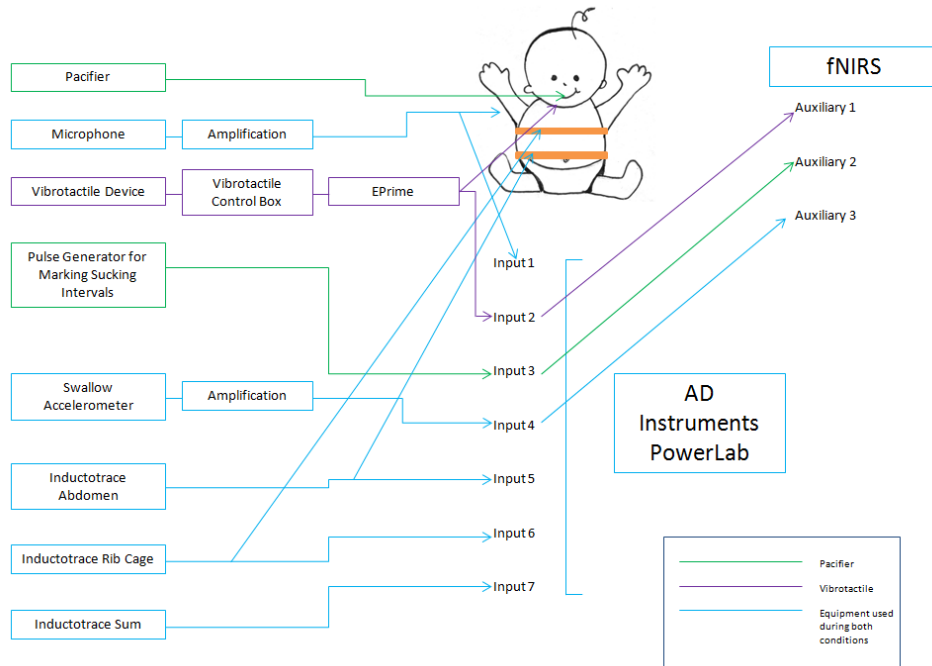 Pacifier
fNIRS
Auxiliary 1
Microphone
Amplification
Auxiliary 2
Vibrotactile Device
Vibrotactile
Control Box
EPrime
Auxiliary 3
Pulse Generator for
Marking Sucking
Intervals
Input 1
Input 2
Input 3
Swallow
Accelerometer
Amplification
Input 4
AD
Instruments
PowerLab
Inductotrace
Abdomen
Input 5
Inductotrace Rib Cage
Input 6
Input 7
Inductotrace Sum
Pacifier
Vibrotactile
Equipment used
during both
conditions